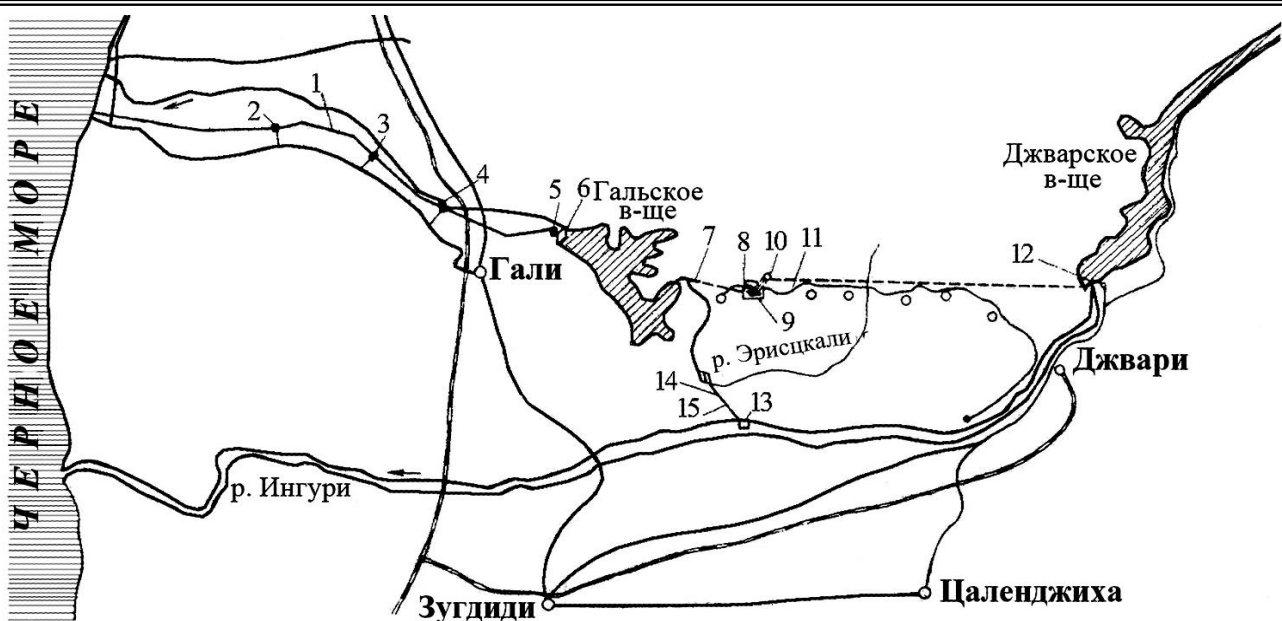 ЧЕРНОЕ МОРЕ
1
2
3
4
5
6
Гальское
в-ще
7
8
10
11
9
12
Джварское
в-ще
Гали
р. Эрисцкали
Джвари
14
15
13
р. Ингури
Зугдиди
Цаленджиха